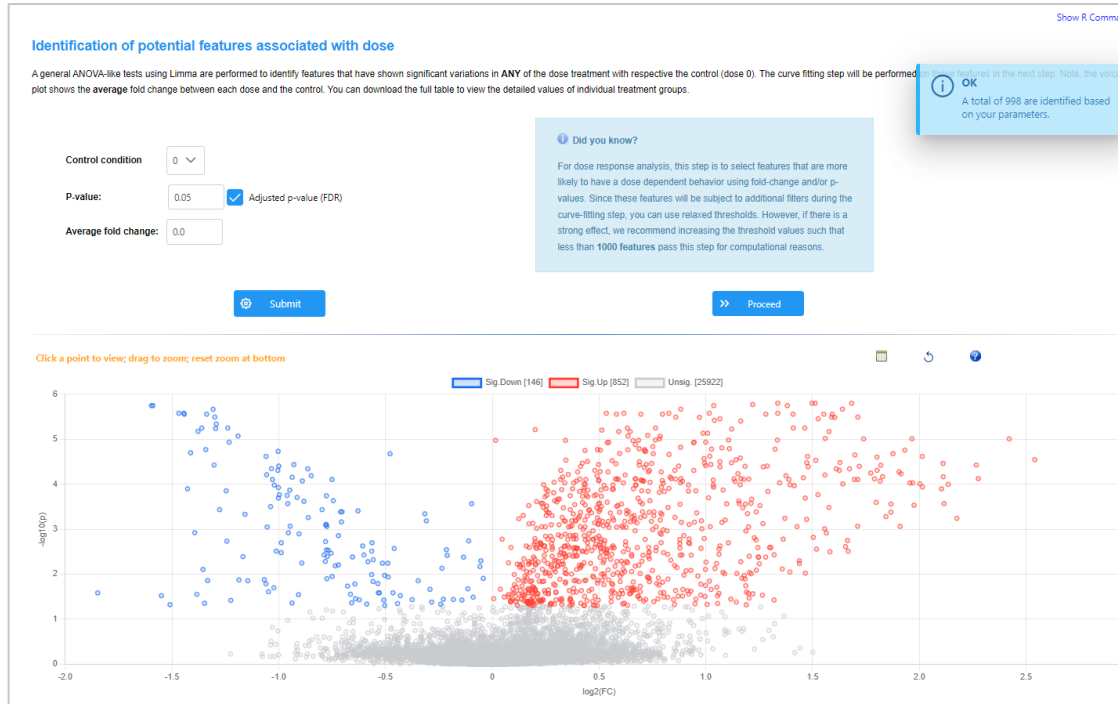 Show R Comma
Identification of potential features associated with dose
A general ANOVA-like tests using Limma are performed to identify features that have shown significant variations in ANY of the dose treatment with respective the control (dose 0). The curve fitting step will be performed on these features in the next step. Note, the volca
plot shows the average fold change between each dose and the control. You can download the full table to view the detailed values of individual treatment groups.
OK
A total of 998 are identified based
on your parameters.
Control condition 0
P-value: 0.05 Adjusted p-value (FDR)
Average fold change: 0.0
Did you know?
For dose response analysis, this step is to select features that are more
likely to have a dose dependent behavior using fold-change and/or p-
values. Since these features will be subject to additional filters during the
curve-fitting step, you can use relaxed thresholds. However, if there is a
strong effect, we recommend increasing the threshold values such that
less than 1000 features pass this step for computational reasons.
Submit
Proceed
Click a point to view; drag to zoom; reset zoom at bottom
Sig.Down [146] Sig.Up [852] Unsig. [25922]
6
5
4
3
2
1
0
-log10(p)
-2.0 -1.5 -1.0 -0.5 0 0.5 1.0 1.5 2.0 2.5
log2(FC)